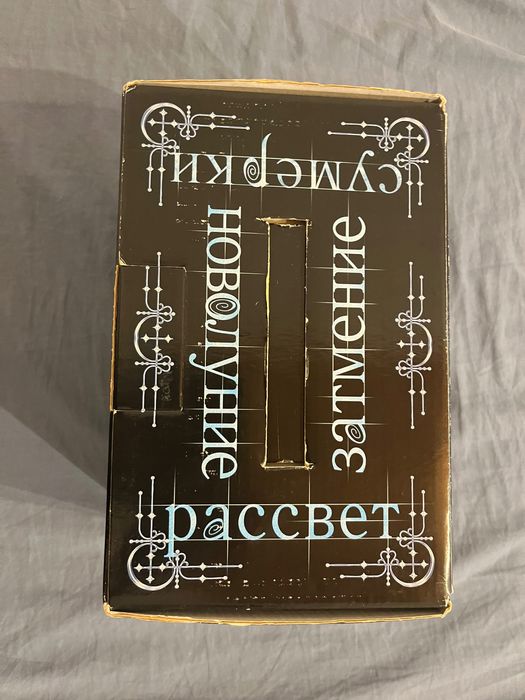 сумерки
новолуние
затмение
рассвет